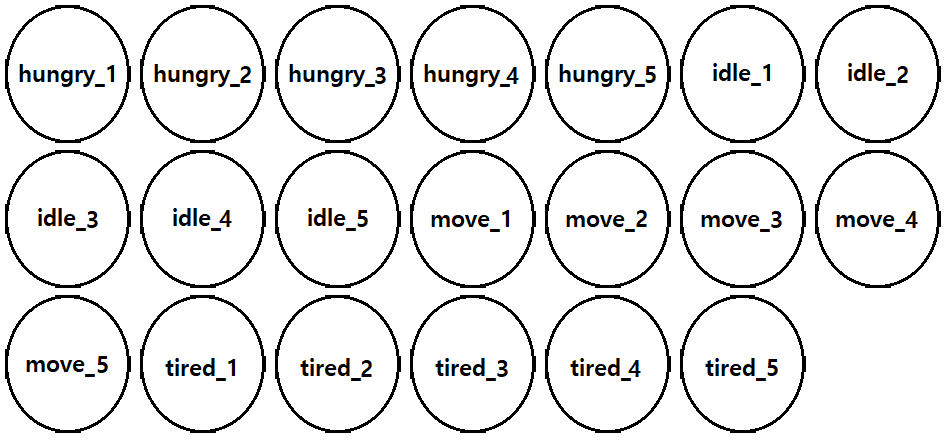 hungry_1 hungry_2 hungry_3 hungry_4 hungry_5 idle_1 idle_2
idle_3 idle_4 idle_5 move_1 move_2 move_3 move_4
move_5 tired_1 tired_2 tired_3 tired_4 tired_5